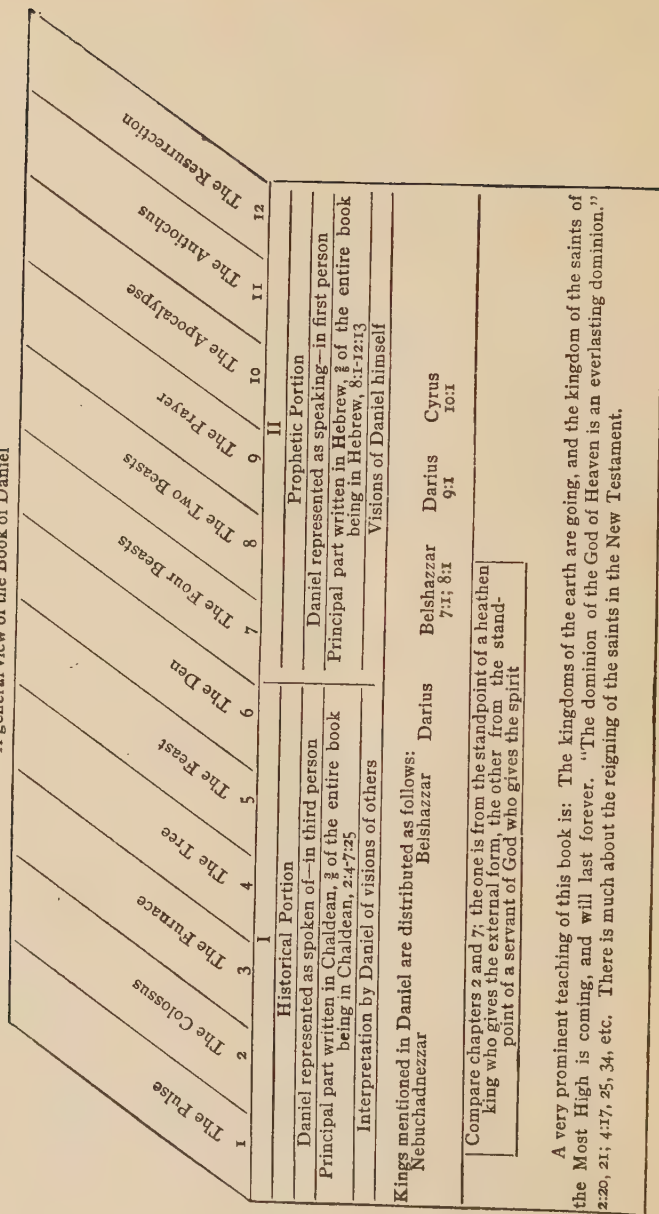 A general view of the Book of Daniel
The Pulse
The Colossus
The Furnace
The Tree
The Feast
The Den
The Four Beasts
The Two Beasts
The Prayer
The Apocalypse
The Antiochus
The Resurrection
1 2 3 4 5 6 7 8 9 10 11 12
I
Historical Portion
Daniel represented as spoken of—in third person
Principal part written in Chaldean, of the entire book
being in Chaldean, 2:4-7:25
Interpretation by Daniel of visions of others
II
Prophetic Portion
Daniel represented as speaking—in first person
Principal part written in Hebrew, of the entire book
being in Hebrew, 8:1-12:13
Visions of Daniel himself
Kings mentioned in Daniel are distributed as follows:
Nebuchadnezzar Belshazzar Darius Belshazzar Darius Cyrus
7:1; 8:1 9:1 10:1
Compare chapters 2 and 7; the one is from the standpoint of a heathen
king who gives the external form, the other from the stand-
point of a servant of God who gives the spirit
A very prominent teaching of this book is: The kingdoms of the earth are going, and the kingdom of the saints of
the Most High is coming, and will last forever. "The dominion of the God of Heaven is an everlasting dominion."
2:20, 21; 4:17, 25, 34, etc. There is much about the reigning of the saints in the New Testament.